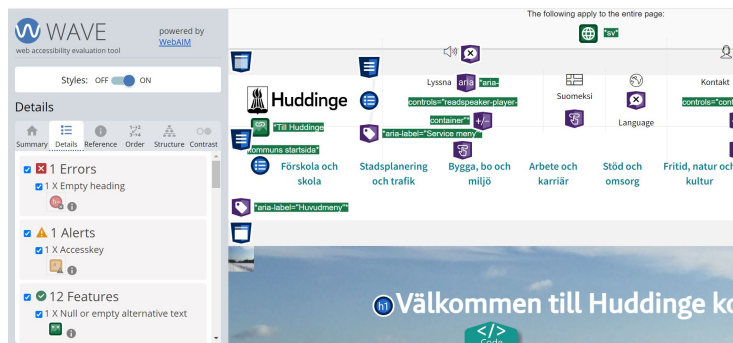 WAVE
web accessibility evaluation tool
powered by
WebAIM
Styles: OFF ON
Details
Summary Details Reference Order Structure Contrast
1 Errors
1 X Empty heading
1 Alerts
1 X Accesskey
12 Features
1 X Null or empty alternative text
The following apply to the entire page:
"sv"
Lyssna aria *aria-
controls="readspeaker-player-
container"* +/-
Suomeksi
Language
Kontakt
Huddinge
*Till Huddinge
kommuns startsida*
*aria-label="Service meny"*
Förskola och
skola
Stadsplanering
och trafik
Bygga, bo och
miljö
Arbete och
karriär
Stöd och
omsorg
Fritid, natur och
kultur
*aria-label="Huvudmeny"*
h1 Välkommen till Huddinge
</>
Code